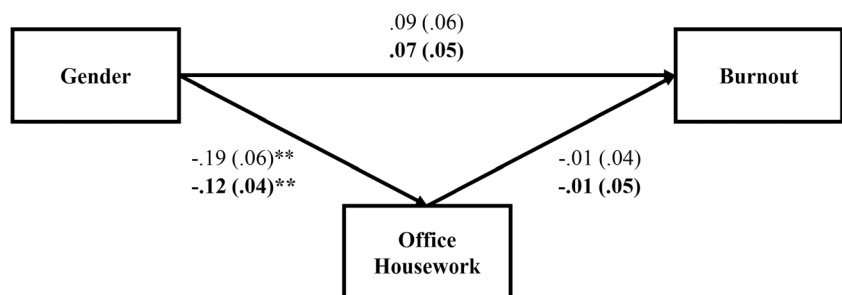 .09 (.06)
.07 (.05)
Gender
Burnout
-.19 (.06)**
-.12 (.04)**
-.01 (.04)
-.01 (.05)
Office
Housework